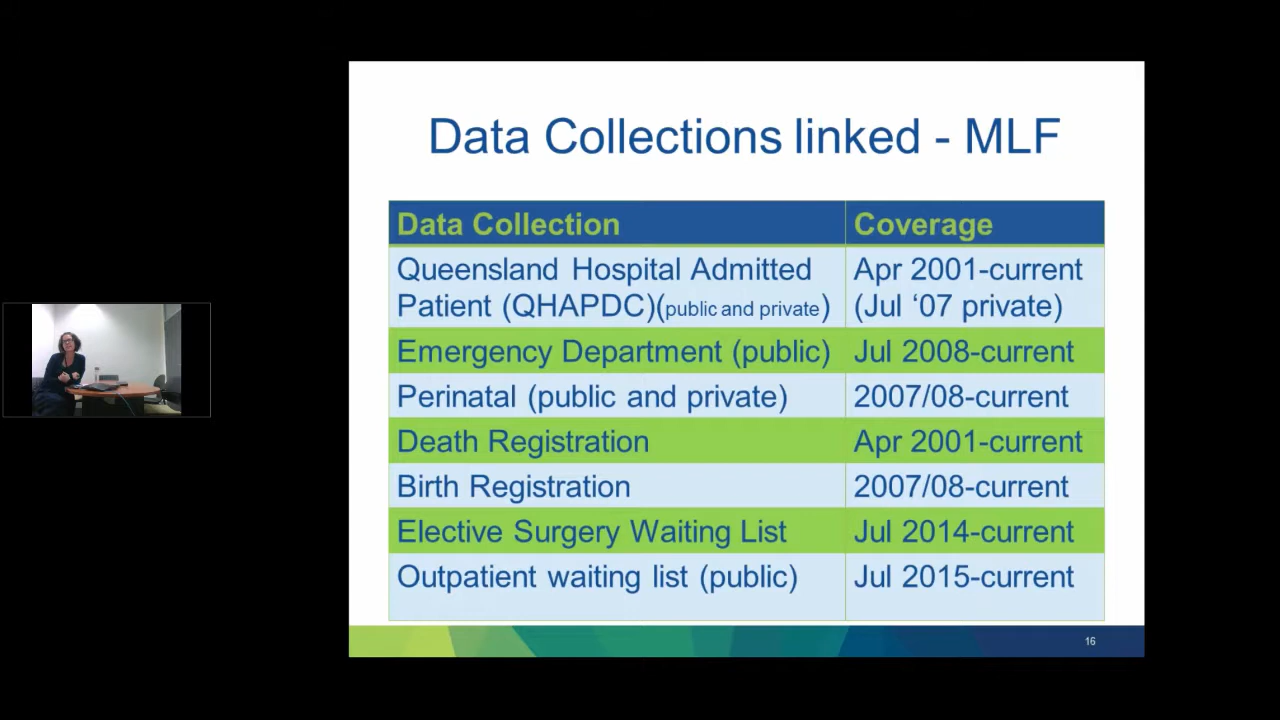 Data Collections linked - MLF
Data Collection Coverage
Queensland Hospital Admitted Apr 2001-current
Patient (QHAPDC)(public and private) (Jul ‘07 private)
Emergency Department (public) Jul 2008-current
Perinatal (public and private) 2007/08-current
Death Registration Apr 2001-current
Birth Registration 2007/08-current
Elective Surgery Waiting List Jul 2014-current
Outpatient waiting list (public) Jul 2015-current
16